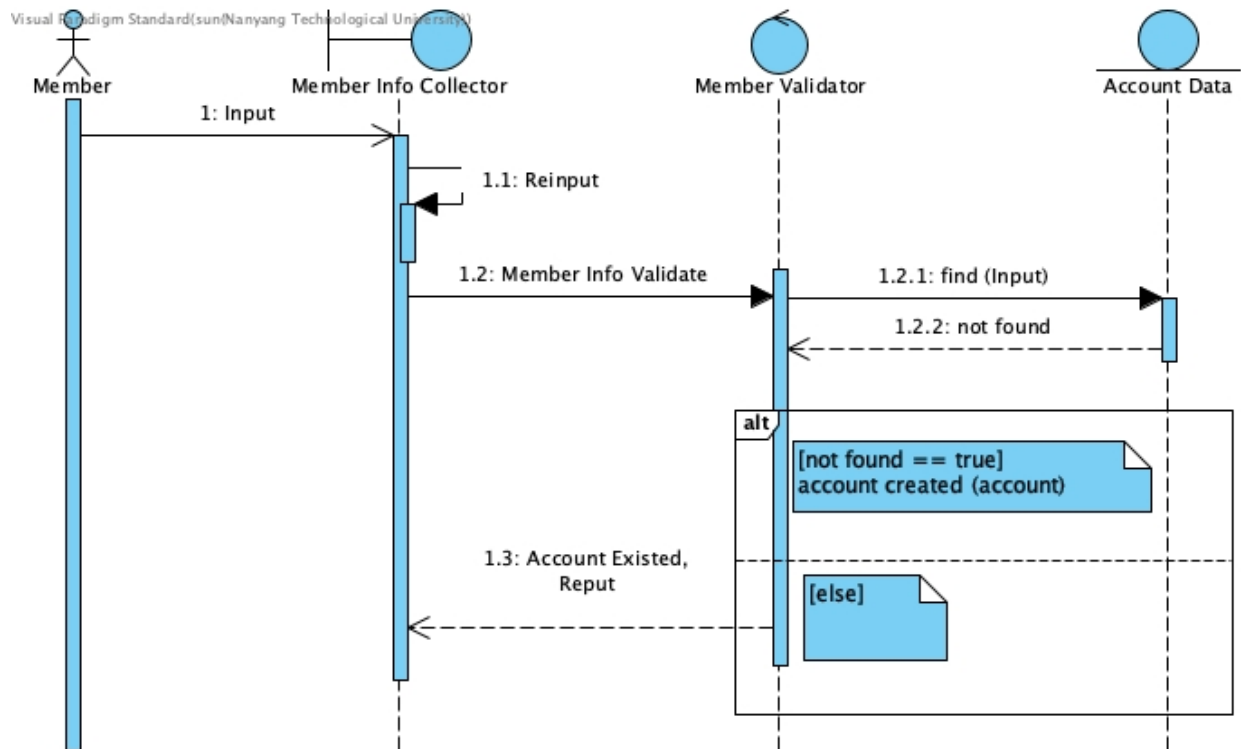 Visual Paradigm Standard(sun(Nanyang Technological University))
Member
Member Info Collector
Member Validator
Account Data
1: Input
1.1: Reinput
1.2: Member Info Validate
1.2.1: find (Input)
1.2.2: not found
alt
[not found == true]
account created (account)
1.3: Account Existed,
Reput
[else]